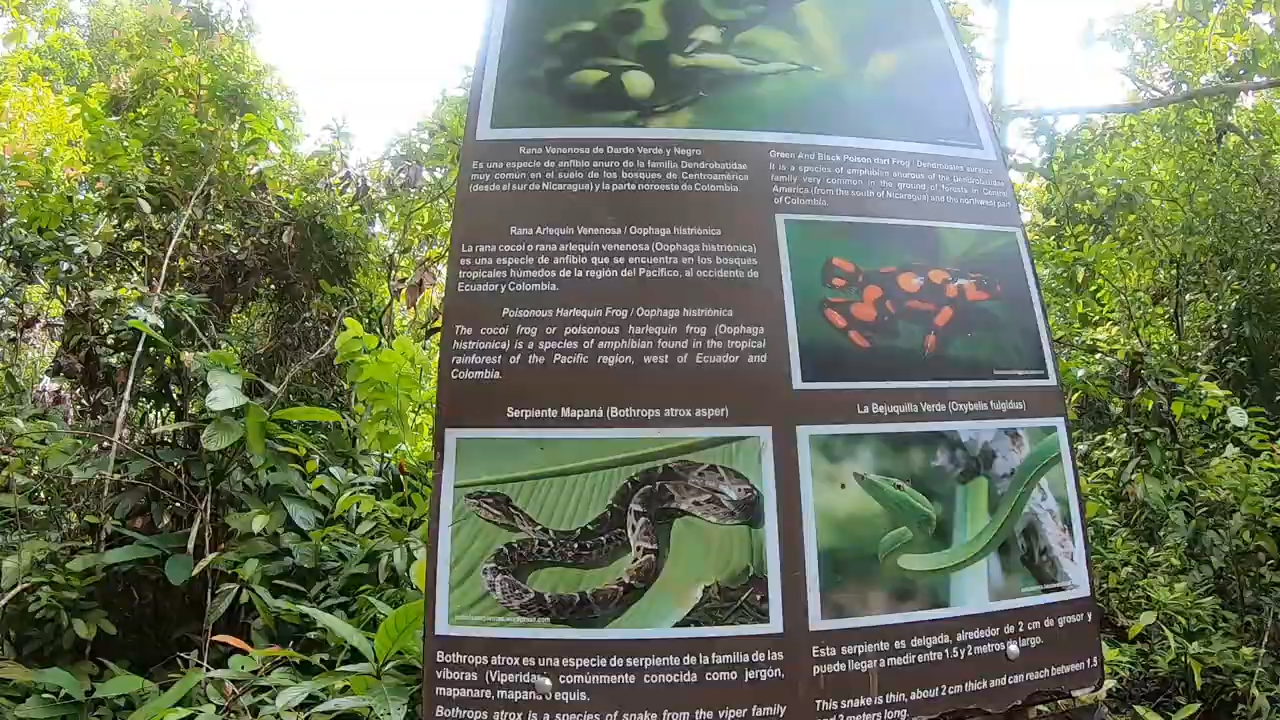 Rana Venenosa de Dardo Verde y Negro
Es una especie de anfibio anuro de la familia Dendrobatidae
muy común en el suelo de los bosques de Centroamérica
(desde el sur de Nicaragua) y la parte noroeste de Colombia.
Green And Black Poison dart Frog / Dendrobates auratus
It is a species of amphibian anurous of the Dendrobatidae
family very common in the ground of forests in Central
America (from the south of Nicaragua) and the northwest part
of Colombia.
Rana Arlequín Venenosa / Oophaga histriónica
La rana cocoi o rana arlequín venenosa (Oophaga histriónica)
es una especie de anfibio que se encuentra en los bosques
tropicales húmedos de la región del Pacífico, al occidente de
Ecuador y Colombia.
Poisonous Harlequin Frog / Oophaga histriónica
The cocoi frog or poisonous harlequin frog (Oophaga
histrionica) is a species of amphibian found in the tropical
rainforest of the Pacific region, west of Ecuador and
Colombia.
Serpiente Mapaná (Bothrops atrox asper)
Bothrops atrox es una especie de serpiente de la familia de las
víboras comúnmente conocida como jergón,
mapanare, equis.
Bothrops atrox is a species of snake from the viper family
La Bejuquilla Verde (Oxybelis fulgidus)
Esta serpiente es delgada, alrededor de 2 cm de grosor y
puede llegar a medir entre 1.5 y 2 metros de largo.
This snake is thin, about 2 cm thick and can reach between 1.5
and 2 meters long.